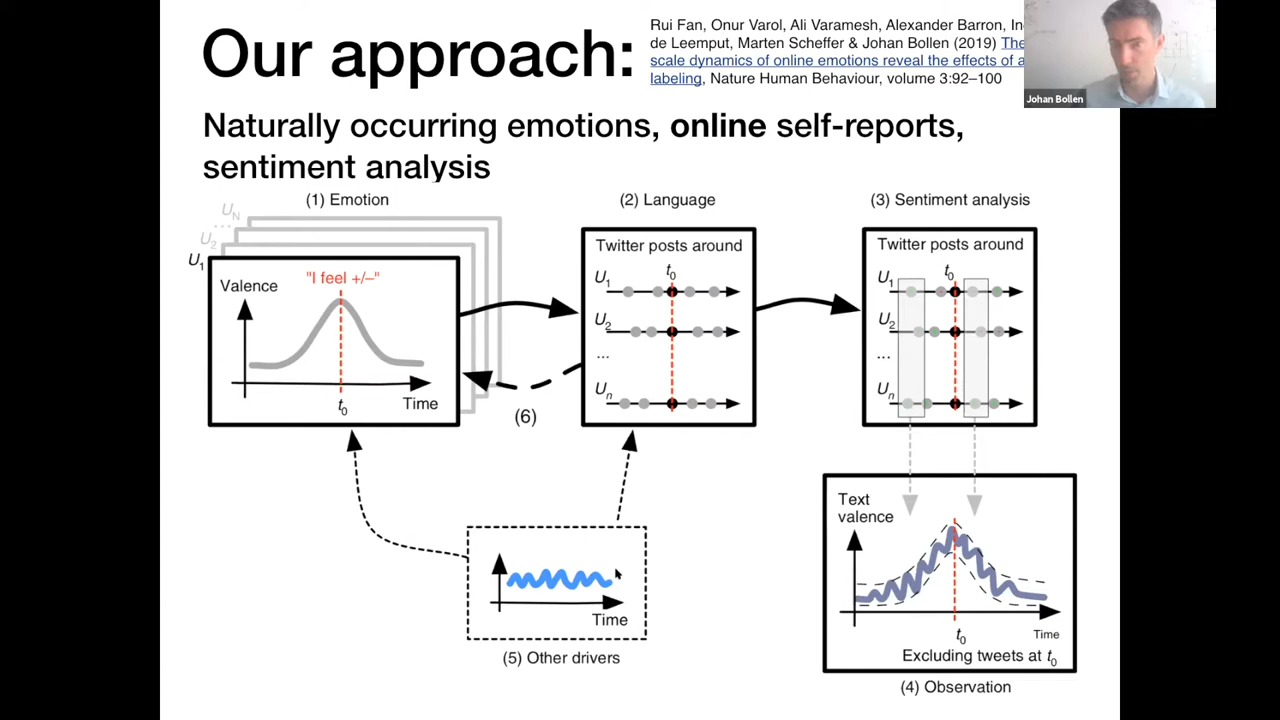 Our approach:
Rui Fan, Onur Varol, Ali Varamesh, Alexander Barron,
de Leemput, Marten Scheffer & Johan Bollen (2019) The
scale dynamics of online emotions reveal the effects of
labeling, Nature Human Behaviour, volume 3:92–100
Johan Bollen
Naturally occurring emotions, online self-reports,
sentiment analysis
(1) Emotion
UN
...
U2
U1
Valence
"I feel +/–"
t0
Time
(6)
(2) Language
Twitter posts around
t0
U1
U2
...
Un
(3) Sentiment analysis
Twitter posts around
t0
U1
U2
...
Un
Time
(5) Other drivers
Text
valence
t0
Time
Excluding tweets at t0
(4) Observation